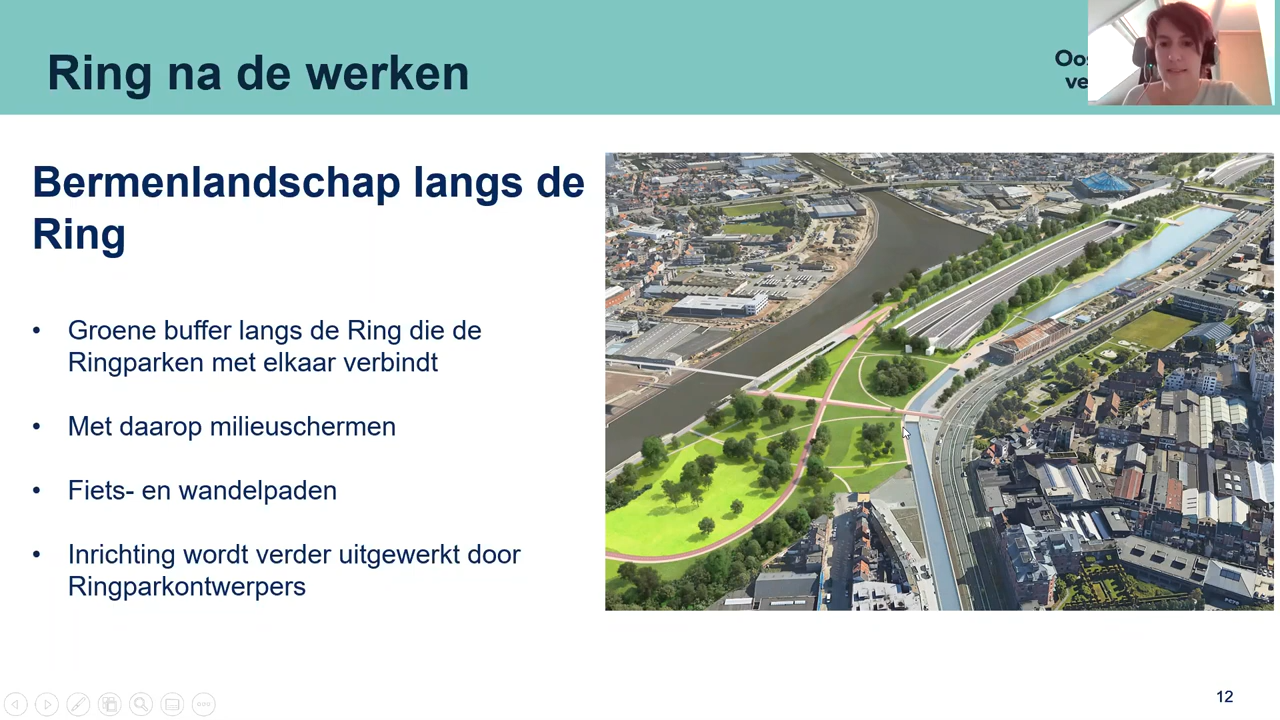 Ring na de werken
Bermenlandschap langs de
Ring
• Groene buffer langs de Ring die de
Ringparken met elkaar verbindt
• Met daarop milieuschermen
• Fiets- en wandelpaden
• Inrichting wordt verder uitgewerkt door
Ringparkontwerpers
12